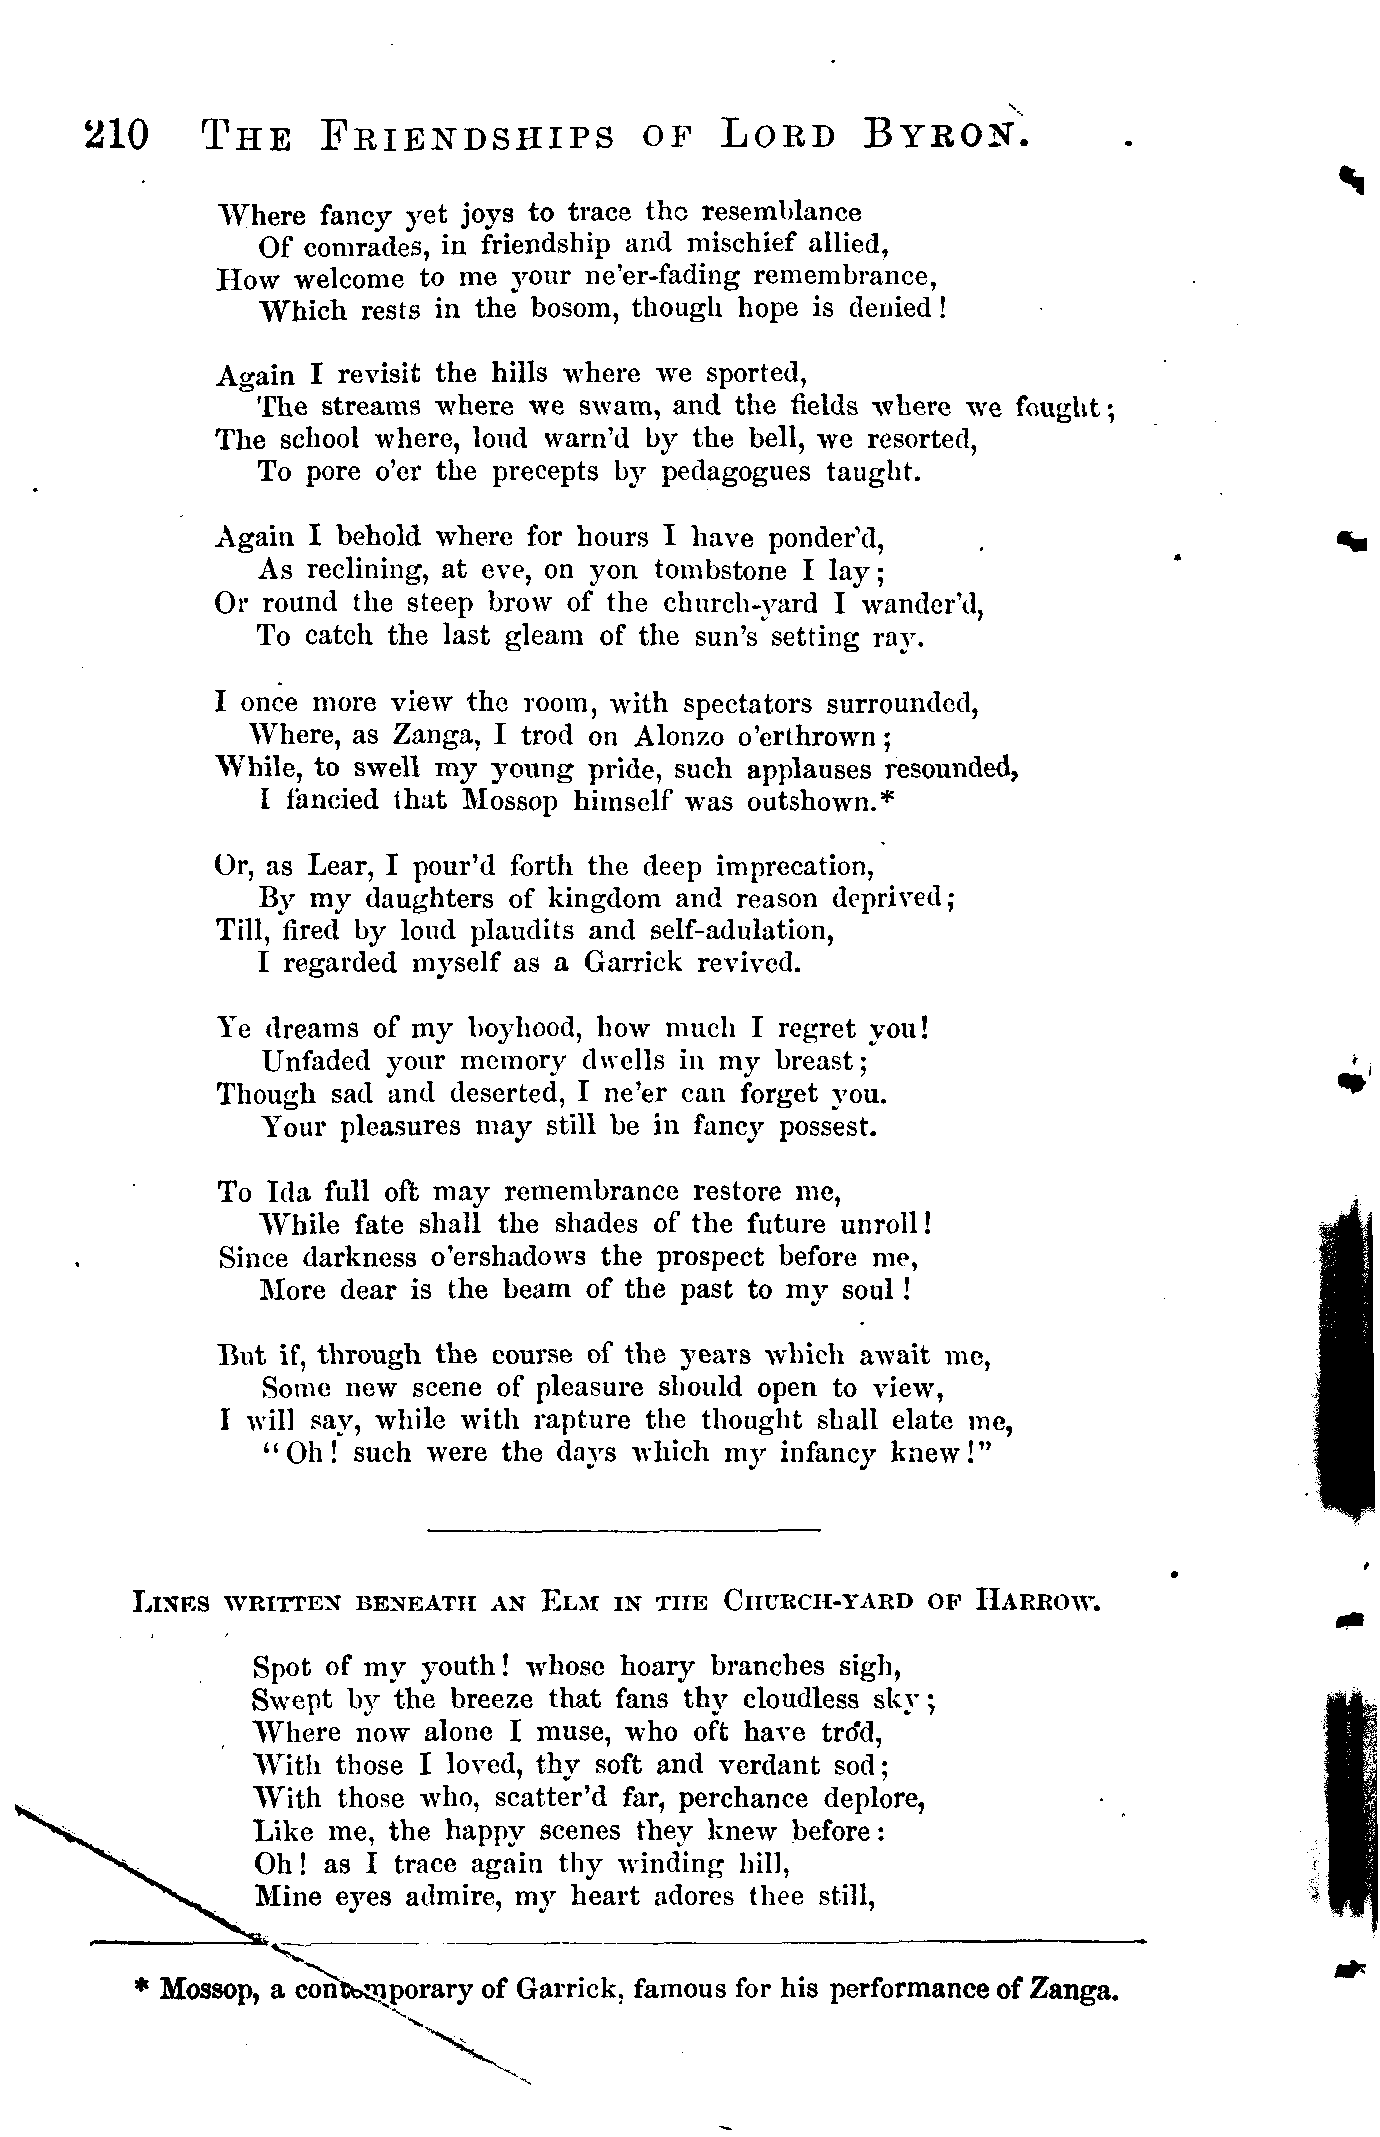 210 THE FRIENDSHIPS OF LORD BYRON.
Where fancy yet joys to trace the resemblance
Of comrades, in friendship and mischief allied,
How welcome to me your ne'er-fading remembrance,
Which rests in the bosom, though hope is denied!
Again I revisit the hills where we sported,
The streams where we swam, and the fields where we fought;
The school where, loud warn'd by the bell, we resorted,
To pore o'er the precepts by pedagogues taught.
Again I behold where for hours I have ponder'd,
As reclining, at eve, on yon tombstone I lay;
Or round the steep brow of the church-yard I wander'd,
To catch the last gleam of the sun's setting ray.
I once more view the room, with spectators surrounded,
Where, as Zanga, I trod on Alonzo o'erthrown;
While, to swell my young pride, such applauses resounded,
I fancied that Mossop himself was outshown.*
Or, as Lear, I pour'd forth the deep imprecation,
By my daughters of kingdom and reason deprived;
Till, fired by loud plaudits and self-adulation,
I regarded myself as a Garrick revived.
Ye dreams of my boyhood, how much I regret you!
Unfaded your memory dwells in my breast;
Though sad and deserted, I ne'er can forget you.
Your pleasures may still be in fancy possest.
To Ida full oft may remembrance restore me,
While fate shall the shades of the future unroll!
Since darkness o'ershadows the prospect before me,
More dear is the beam of the past to my soul!
But if, through the course of the years which await me,
Some new scene of pleasure should open to view,
I will say, while with rapture the thought shall elate me,
"Oh! such were the days which my infancy knew!"
LINES WRITTEN BENEATH AN ELM IN THE CHURCH-YARD OF HARROW.
Spot of my youth! whose hoary branches sigh,
Swept by the breeze that fans thy cloudless sky;
Where now alone I muse, who oft have trod,
With those I loved, thy soft and verdant sod;
With those who, scatter'd far, perchance deplore,
Like me, the happy scenes they knew before:
Oh! as I trace again thy winding hill,
Mine eyes admire, my heart adores thee still,
* Mossop, a contemporary of Garrick, famous for his performance of Zanga.